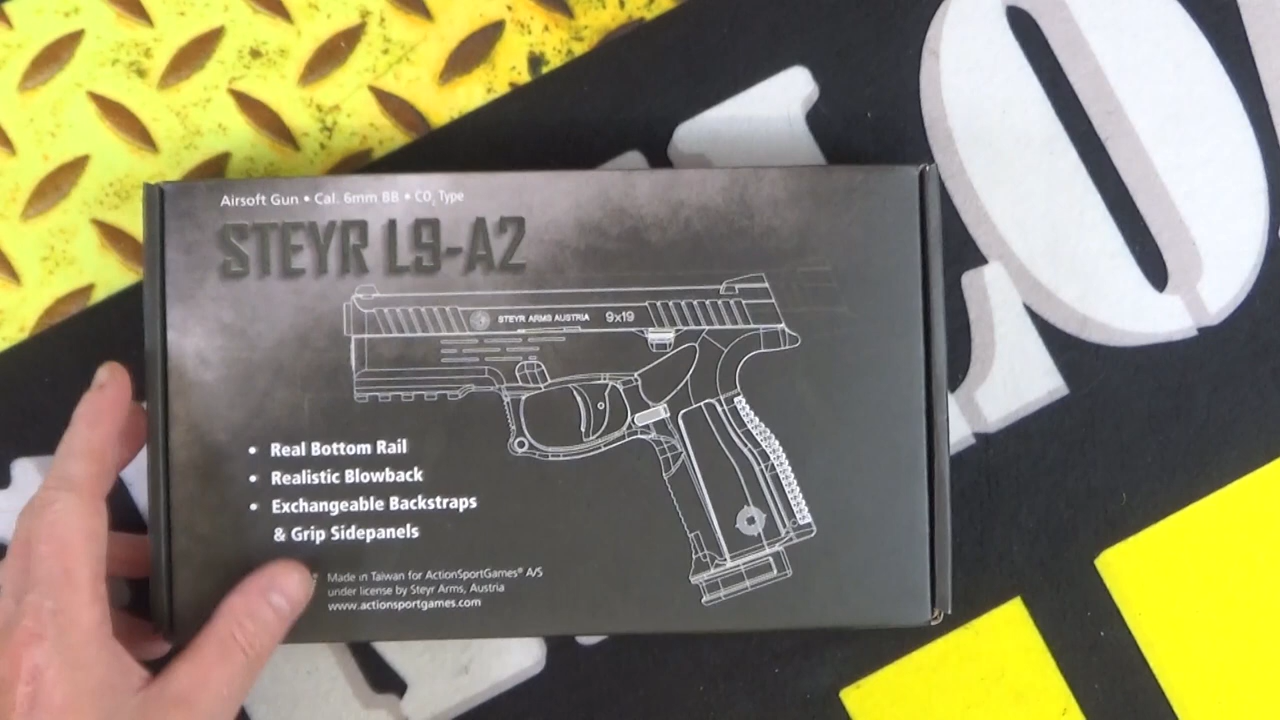 Airsoft Gun • Cal. 6mm BB • CO₂ Type
STEYR L9-A2
STEYR ARMS AUSTRIA 9x19
• Real Bottom Rail
• Realistic Blowback
• Exchangeable Backstraps
& Grip Sidepanels
Made in Taiwan for ActionSportGames® A/S
under license by Steyr Arms, Austria
www.actionsportgames.com